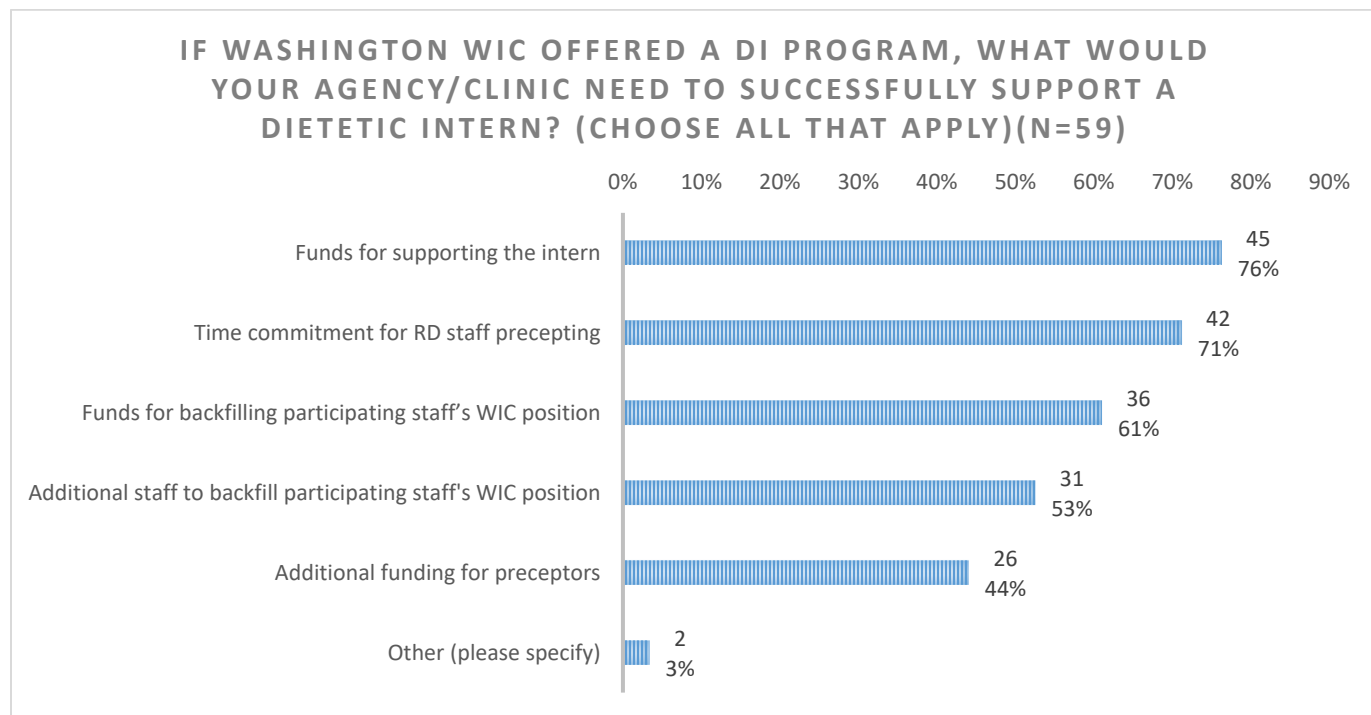 IF WASHINGTON WIC OFFERED A DI PROGRAM, WHAT WOULD
YOUR AGENCY/CLINIC NEED TO SUCCESSFULLY SUPPORT A
DIETETIC INTERN? (CHOOSE ALL THAT APPLY)(N=59)
0% 10% 20% 30% 40% 50% 60% 70% 80% 90%
Funds for supporting the intern
45
76%
Time commitment for RD staff precepting
42
71%
Funds for backfilling participating staff’s WIC position
36
61%
Additional staff to backfill participating staff's WIC position
31
53%
Additional funding for preceptors
26
44%
Other (please specify)
2
3%